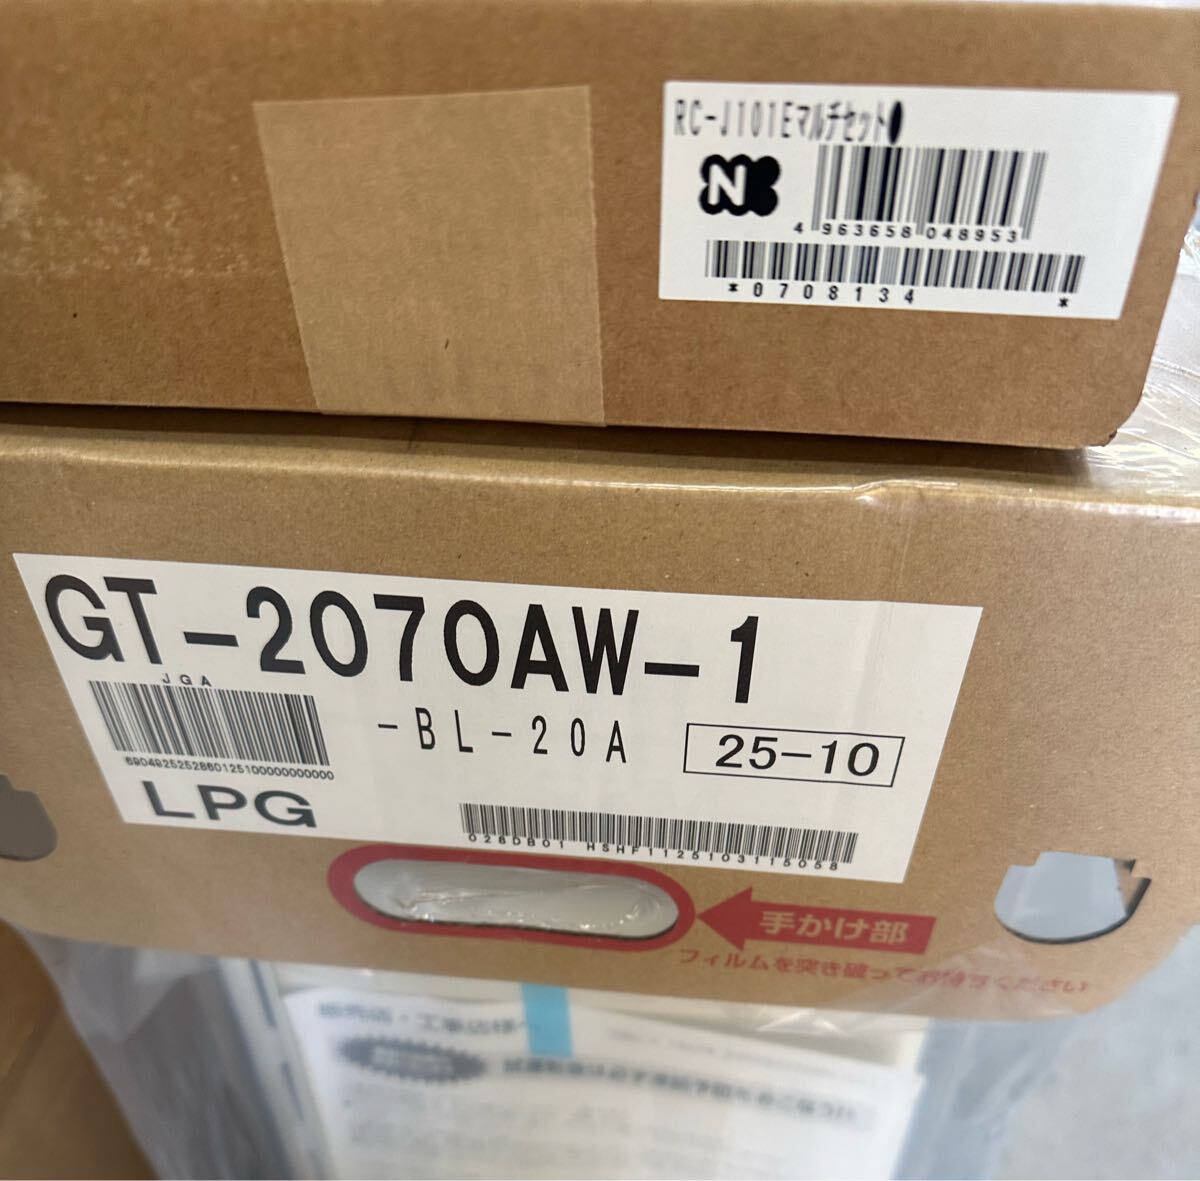 RC-J101Eマルチセット
N
4 963658 048953
*0708134 *
GT-2070AW-1
JGA
-BL-20A
25-10
LPG
026DB01 HSHF1125103115058
手かけ部
フィルムを突き破ってお持ちください